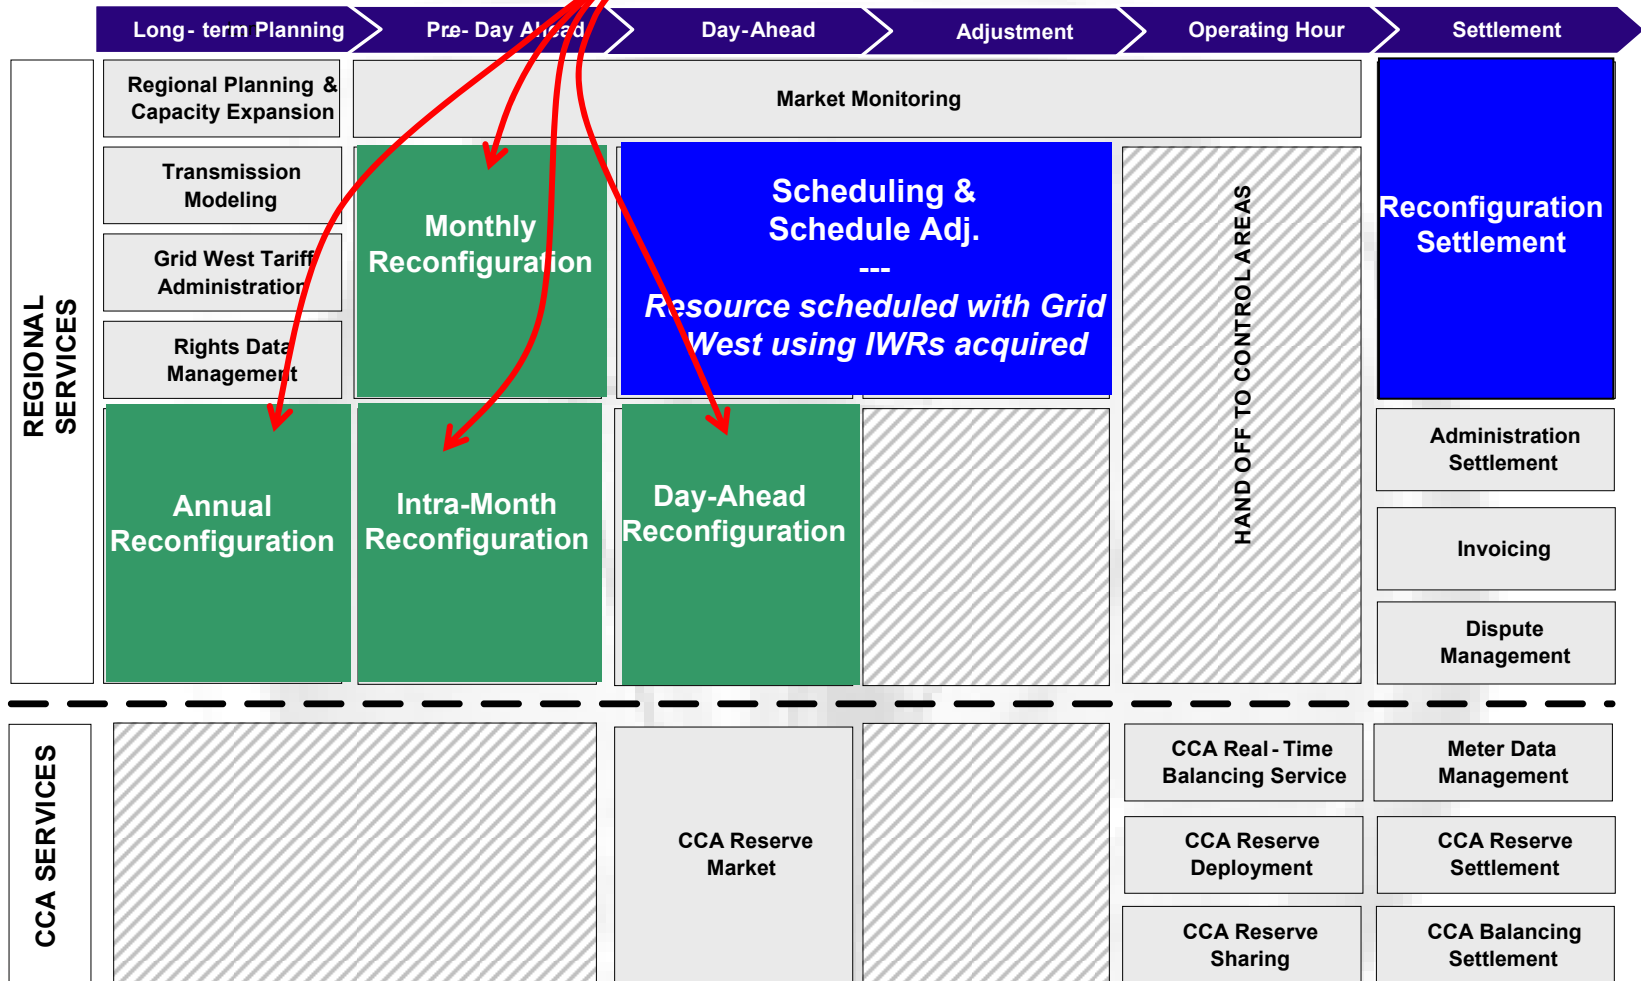 Long- term Planning
Pre- Day Ahead
Day-Ahead
Adjustment
Operating Hour
Settlement
REGIONAL
SERVICES
Regional Planning &
Capacity Expansion
Market Monitoring
Transmission
Modeling
Grid West Tariff
Administration
Rights Data
Management
Monthly
Reconfiguration
Scheduling &
Schedule Adj.
---
Resource scheduled with Grid
West using IWRs acquired
HAND OFF TO CONTROL AREAS
Reconfiguration
Settlement
Annual
Reconfiguration
Intra-Month
Reconfiguration
Day-Ahead
Reconfiguration
Administration
Settlement
Invoicing
Dispute
Management
CCA SERVICES
CCA Reserve
Market
CCA Real - Time
Balancing Service
Meter Data
Management
CCA Reserve
Deployment
CCA Reserve
Settlement
CCA Reserve
Sharing
CCA Balancing
Settlement